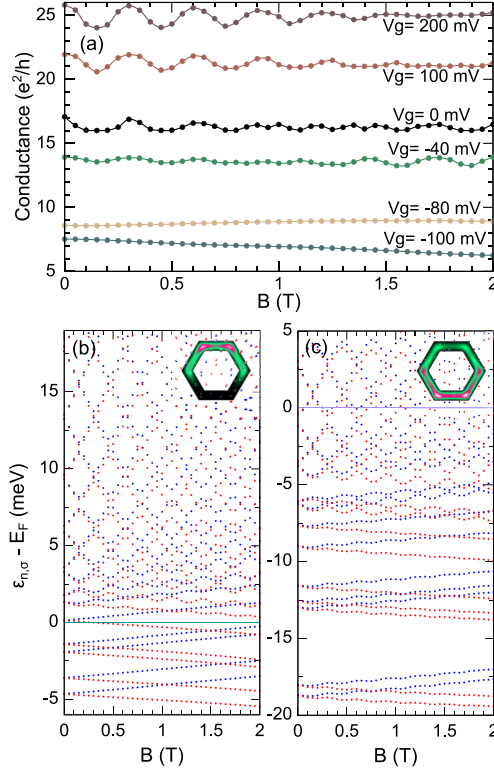 25
20
15
10
5
Conductance (e²/h)
(a)
Vg= 200 mV
Vg= 100 mV
Vg= 0 mV
Vg= -40 mV
Vg= -80 mV
Vg= -100 mV
0
0.5
1
1.5
2
B (T)
(b)
15
10
5
0
-5
εn,σ - EF (meV)
0
0.5
1
1.5
2
B (T)
(c)
5
0
-5
-10
-15
-20
0
0.5
1
1.5
2
B (T)